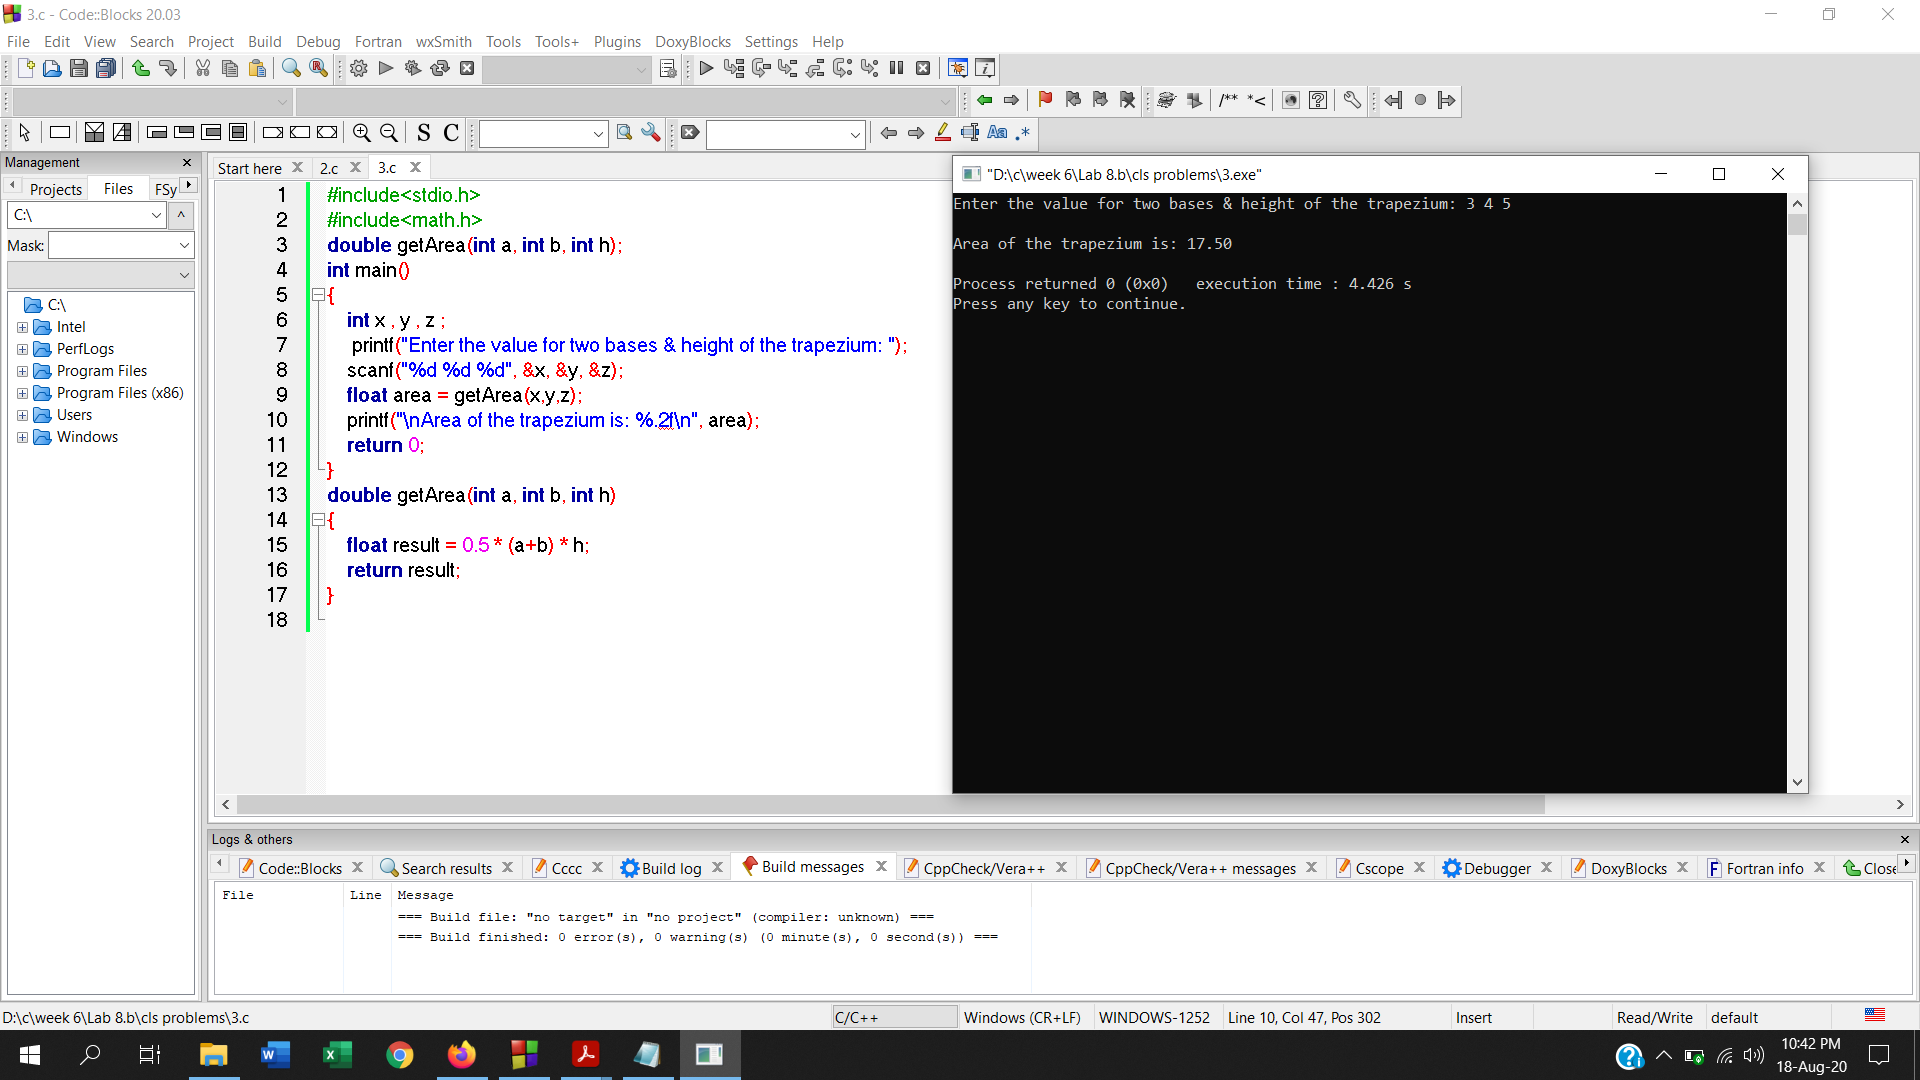 3.c - Code::Blocks 20.03
File Edit View Search Project Build Debug Fortran wxSmith Tools Tools+ Plugins DoxyBlocks Settings Help
/** *<
S C
Aa .*
Management
Projects Files FSy
C:\
Mask:
C:\
Intel
PerfLogs
Program Files
Program Files (x86)
Users
Windows
Start here 2.c 3.c
1 #include<stdio.h>
2 #include<math.h>
3 double getArea(int a, int b, int h);
4 int main()
5 {
6 int x , y , z ;
7 printf("Enter the value for two bases & height of the trapezium: ");
8 scanf("%d %d %d", &x, &y, &z);
9 float area = getArea(x,y,z);
10 printf("\nArea of the trapezium is: %.2f\n", area);
11 return 0;
12 }
13 double getArea(int a, int b, int h)
14 {
15 float result = 0.5 * (a+b) * h;
16 return result;
17 }
18
"D:\c\week 6\Lab 8.b\cls problems\3.exe"
Enter the value for two bases & height of the trapezium: 3 4 5
Area of the trapezium is: 17.50
Process returned 0 (0x0) execution time : 4.426 s
Press any key to continue.
Logs & others
Code::Blocks Search results Cccc Build log Build messages CppCheck/Vera++ CppCheck/Vera++ messages Cscope Debugger DoxyBlocks Fortran info Close
File Line Message
=== Build file: "no target" in "no project" (compiler: unknown) ===
=== Build finished: 0 error(s), 0 warning(s) (0 minute(s), 0 second(s)) ===
D:\c\week 6\Lab 8.b\cls problems\3.c C/C++ Windows (CR+LF) WINDOWS-1252 Line 10, Col 47, Pos 302 Insert Read/Write default
10:42 PM
18-Aug-20